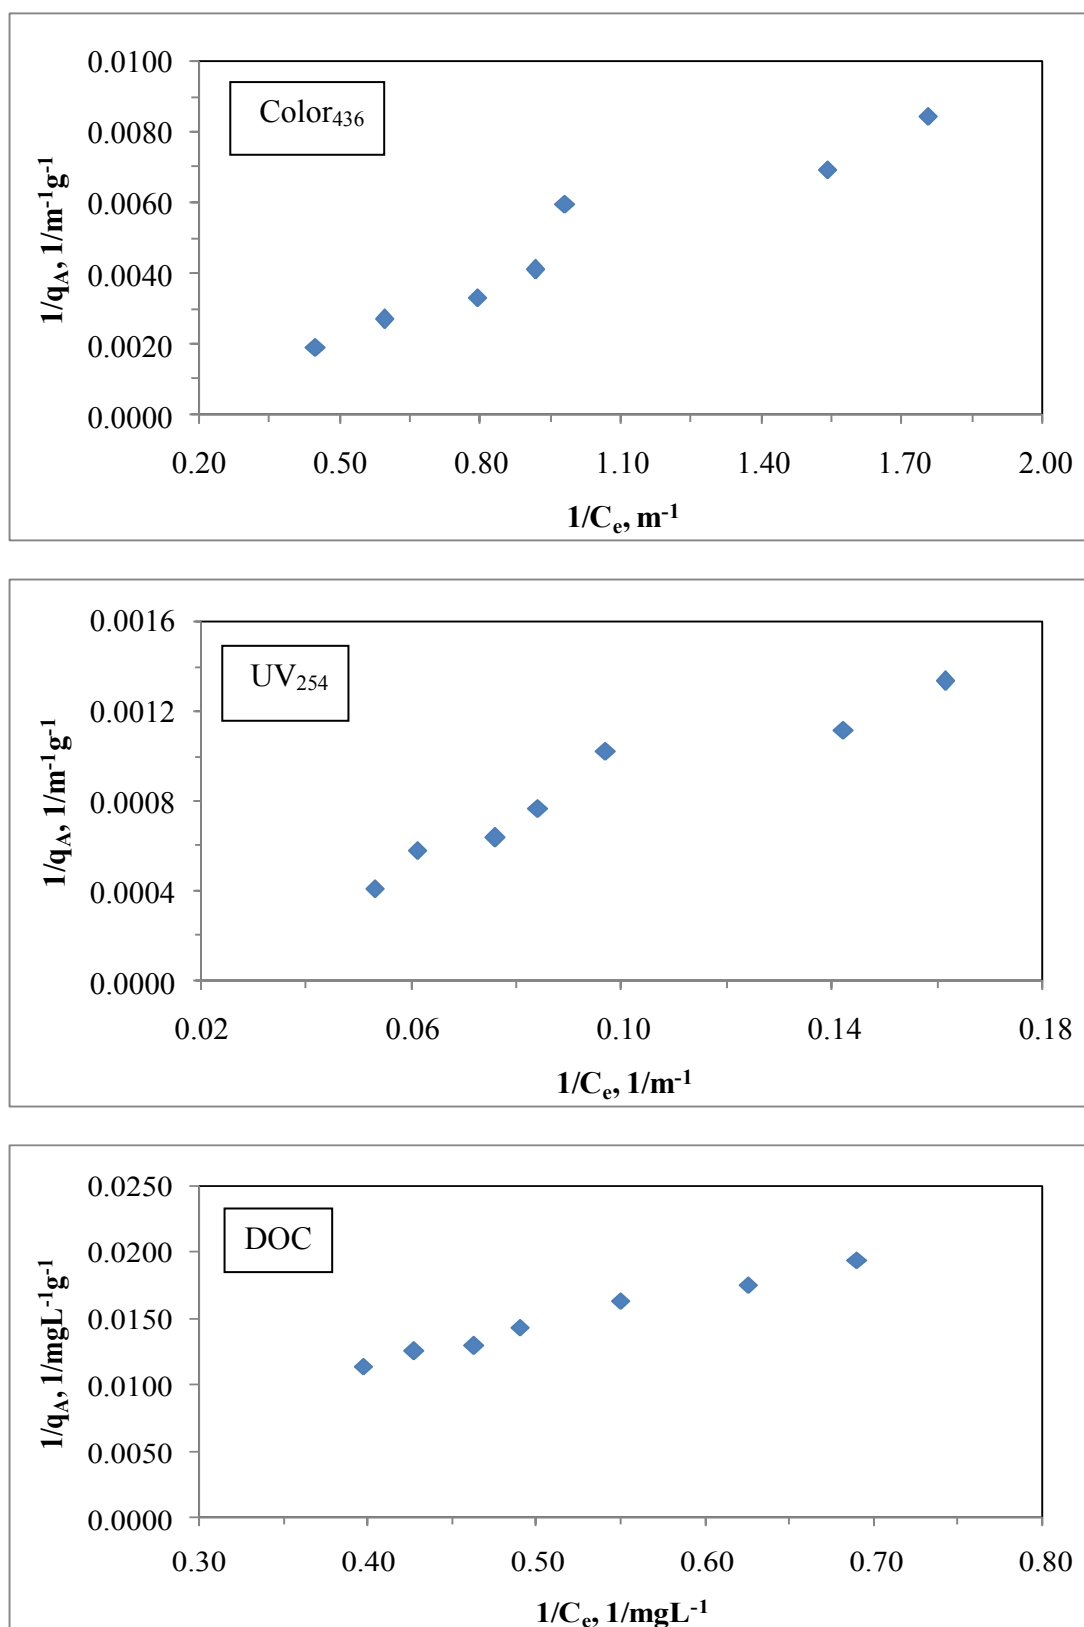 0.0100
Color₄₃₆
0.0080
0.0060
0.0040
0.0020
0.0000
1/q_A, 1/m⁻¹g⁻¹
0.20 0.50 0.80 1.10 1.40 1.70 2.00
1/Cₑ, m⁻¹
0.0016
UV₂₅₄
0.0012
0.0008
0.0004
0.0000
1/q_A, 1/m⁻¹g⁻¹
0.02 0.06 0.10 0.14 0.18
1/Cₑ, 1/m⁻¹
0.0250
DOC
0.0200
0.0150
0.0100
0.0050
0.0000
1/q_A, 1/mgL⁻¹g⁻¹
0.30 0.40 0.50 0.60 0.70 0.80
1/Cₑ, 1/mgL⁻¹